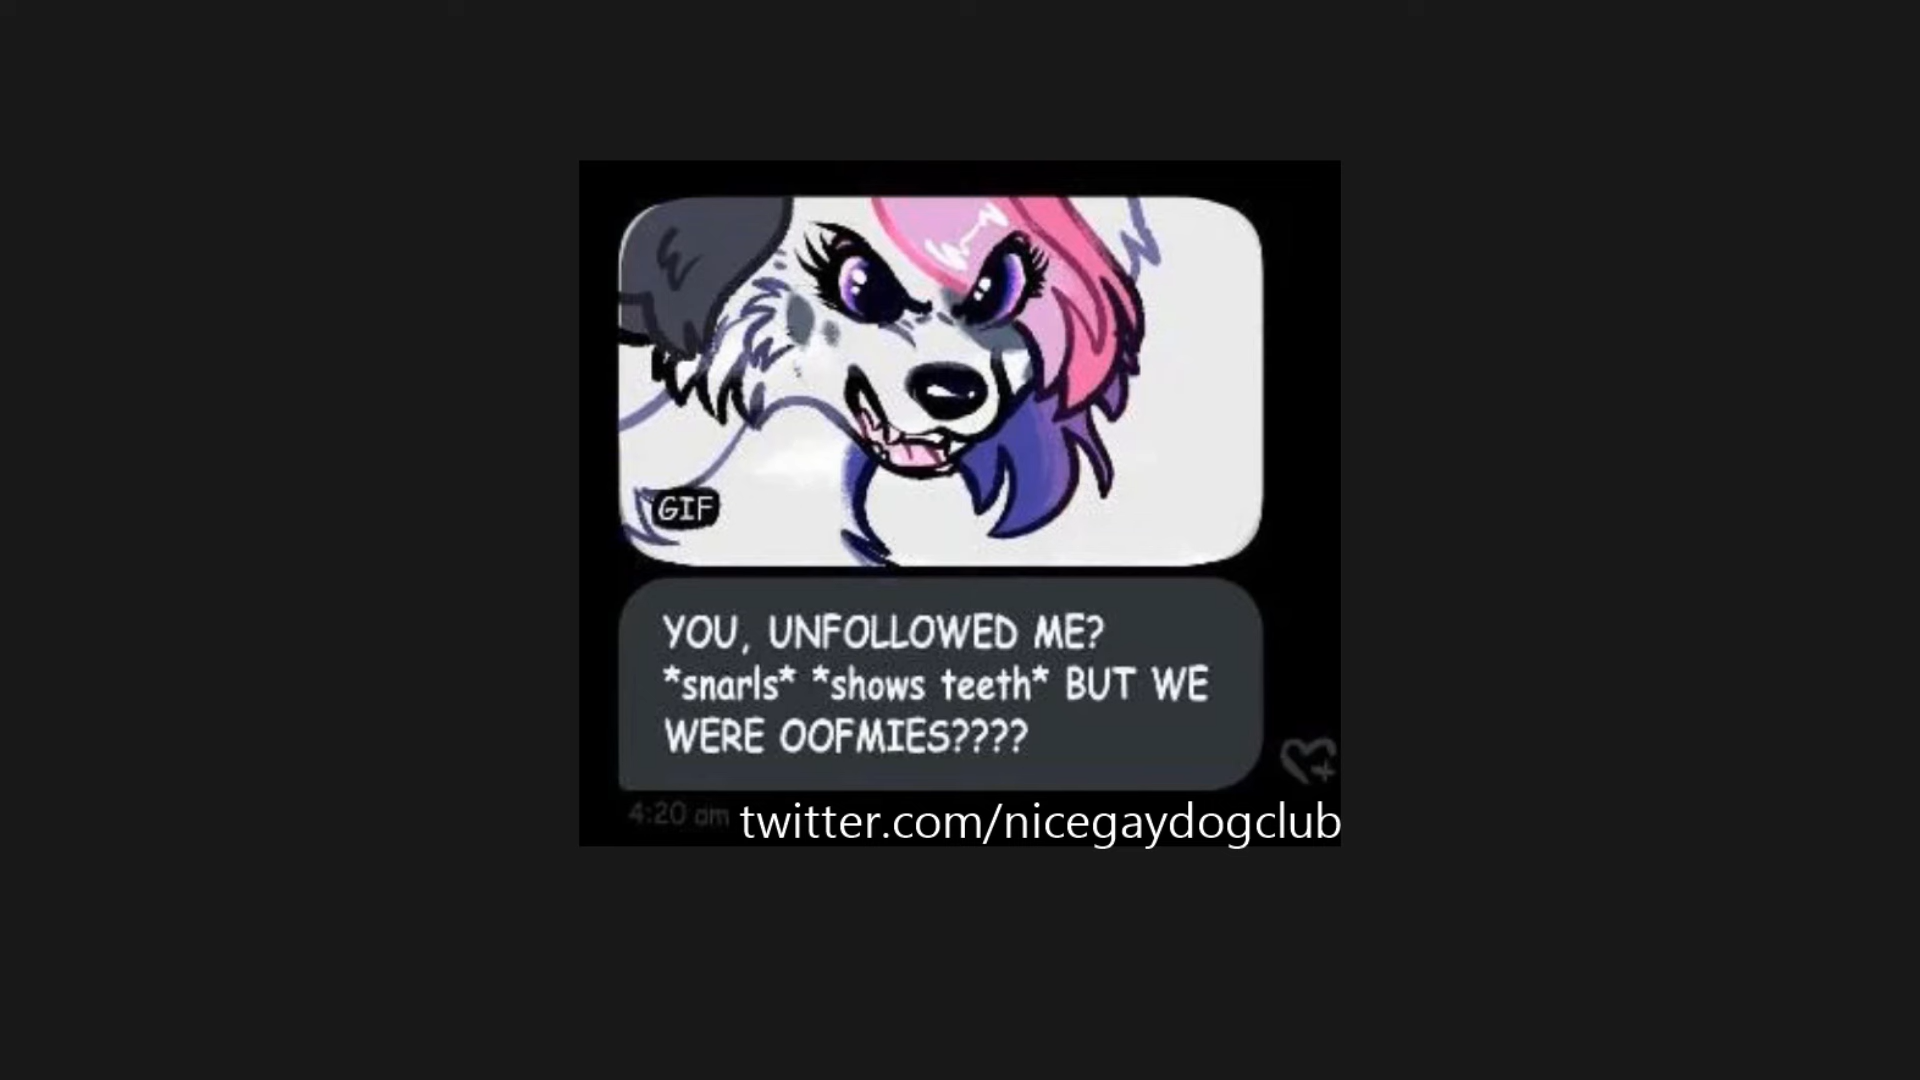 GIF
YOU, UNFOLLOWED ME?
*snarls* *shows teeth* BUT WE
WERE OOFMIES????
4:20 am
twitter.com/nicegaydogclub